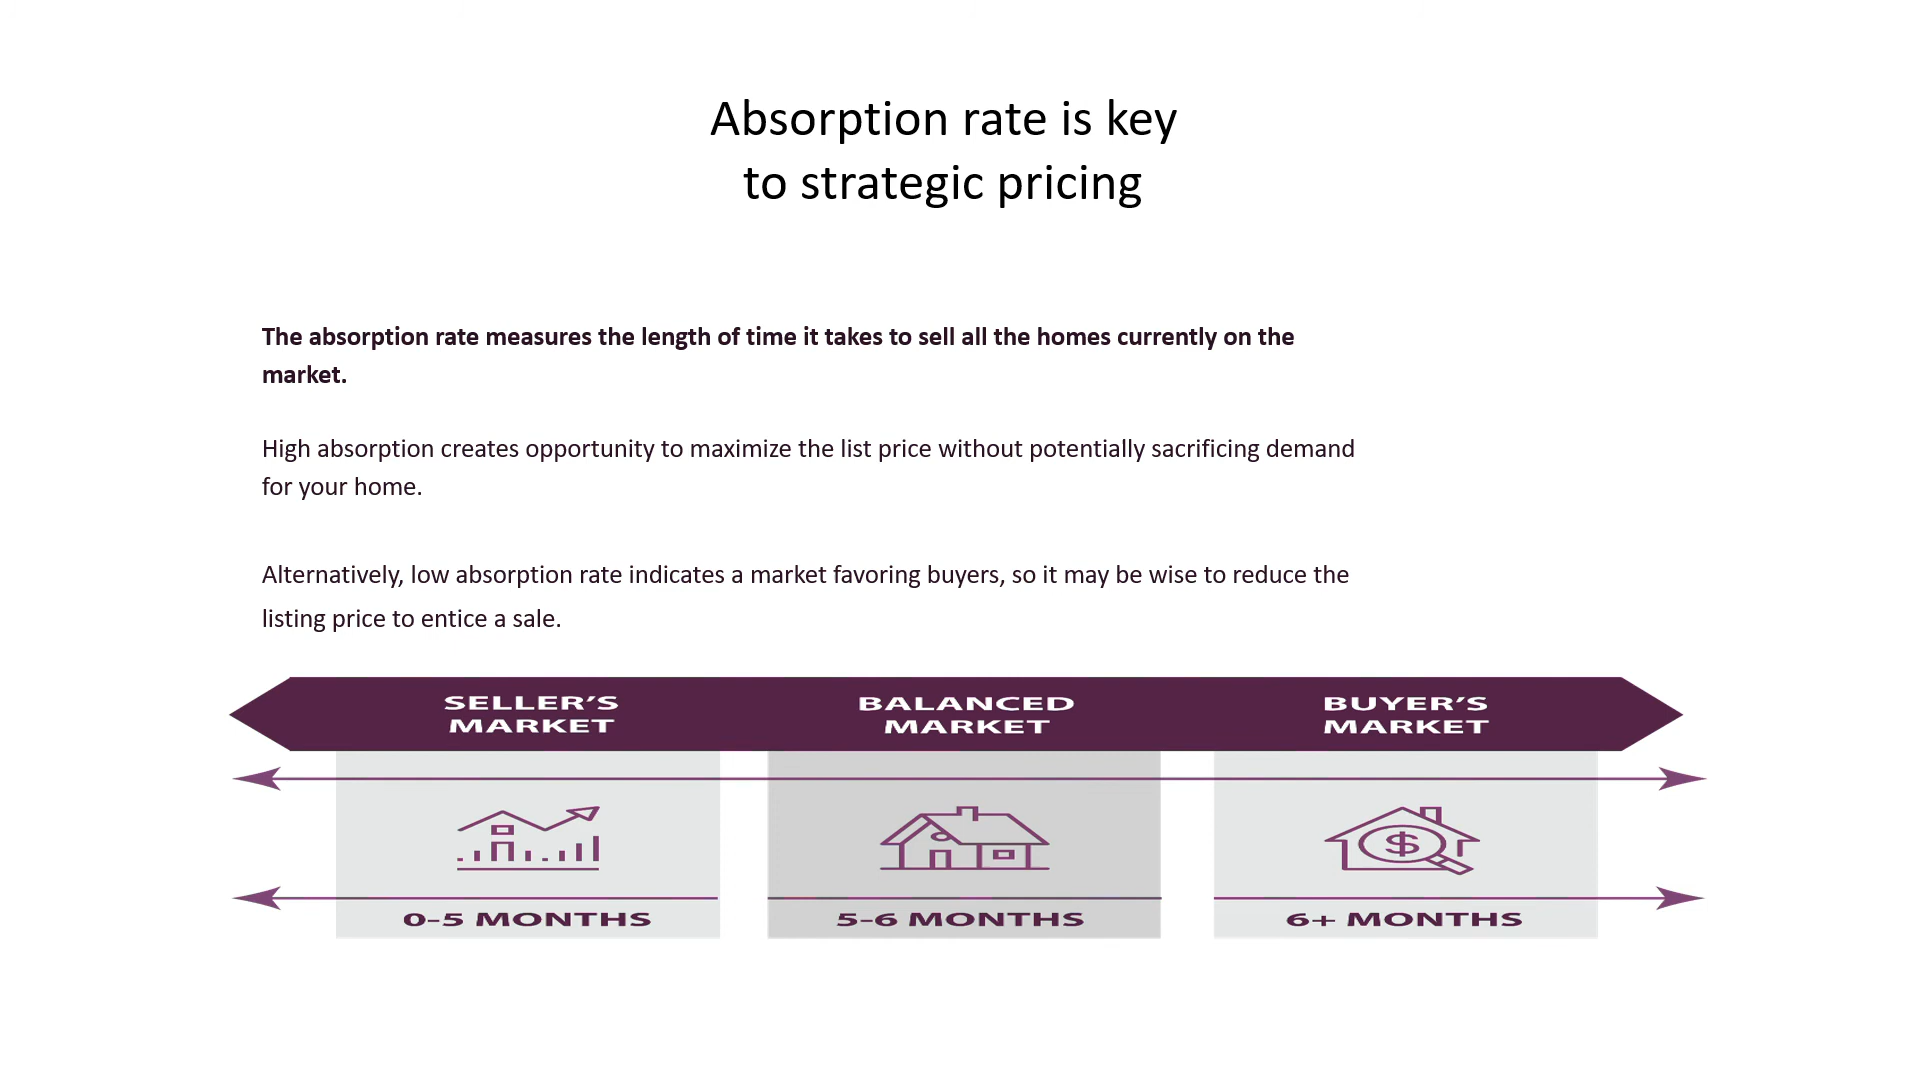 Absorption rate is key
to strategic pricing
The absorption rate measures the length of time it takes to sell all the homes currently on the
market.
High absorption creates opportunity to maximize the list price without potentially sacrificing demand
for your home.
Alternatively, low absorption rate indicates a market favoring buyers, so it may be wise to reduce the
listing price to entice a sale.
SELLER’S
MARKET
BALANCED
MARKET
BUYER’S
MARKET
$
0-5 MONTHS
5-6 MONTHS
6+ MONTHS